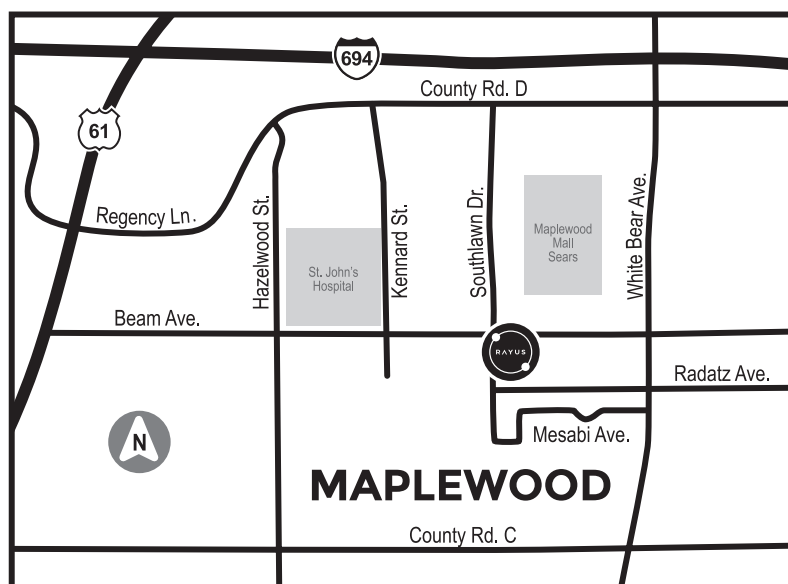 694
County Rd. D
61
Regency Ln.
Hazelwood St.
St. John's
Hospital
Kennard St.
Southlawn Dr.
Maplewood
Mall
Sears
White Bear Ave.
Beam Ave.
RAYUS
Radatz Ave.
N
Mesabi Ave.
MAPLEWOOD
County Rd. C